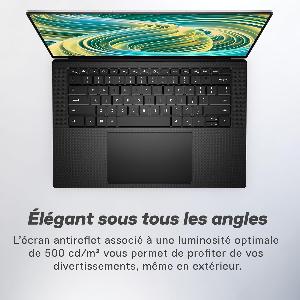 Élégant sous tous les angles
L'écran antireflet associé à une luminosité optimale
de 500 cd/m² vous permet de profiter de vos
divertissements, même en extérieur.